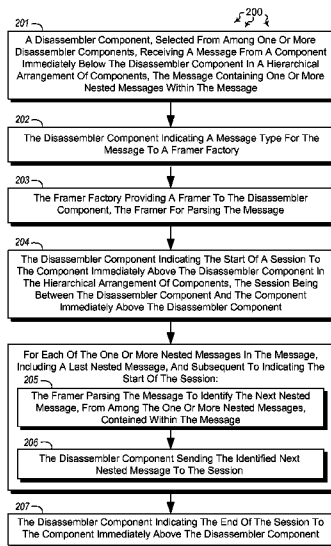 200
201
A Disassembler Component, Selected From Among One Or More
Disassembler Components, Receiving A Message From A Component
Immediately Below The Disassembler Component In A Hierarchical
Arrangement Of Components, The Message Containing One Or More
Nested Messages Within The Message
202
The Disassembler Component Indicating A Message Type For The
Message To A Framer Factory
203
The Framer Factory Providing A Framer To The Disassembler
Component, The Framer For Parsing The Message
204
The Disassembler Component Indicating The Start Of A Session To
The Component Immediately Above The Disassembler Component In
The Hierarchical Arrangement Of Components, The Session Being
Between The Disassembler Component And The Component
Immediately Above The Disassembler Component
For Each Of The One Or More Nested Messages In The Message,
Including A Last Nested Message, And Subsequent To Indicating The
Start Of The Session:
205
The Framer Parsing The Message To Identify The Next Nested
Message, From Among The One Or More Nested Messages,
Contained Within The Message
206
The Disassembler Component Sending The Identified Next
Nested Message To The Session
207
The Disassembler Component Indicating The End Of The Session To
The Component Immediately Above The Disassembler Component